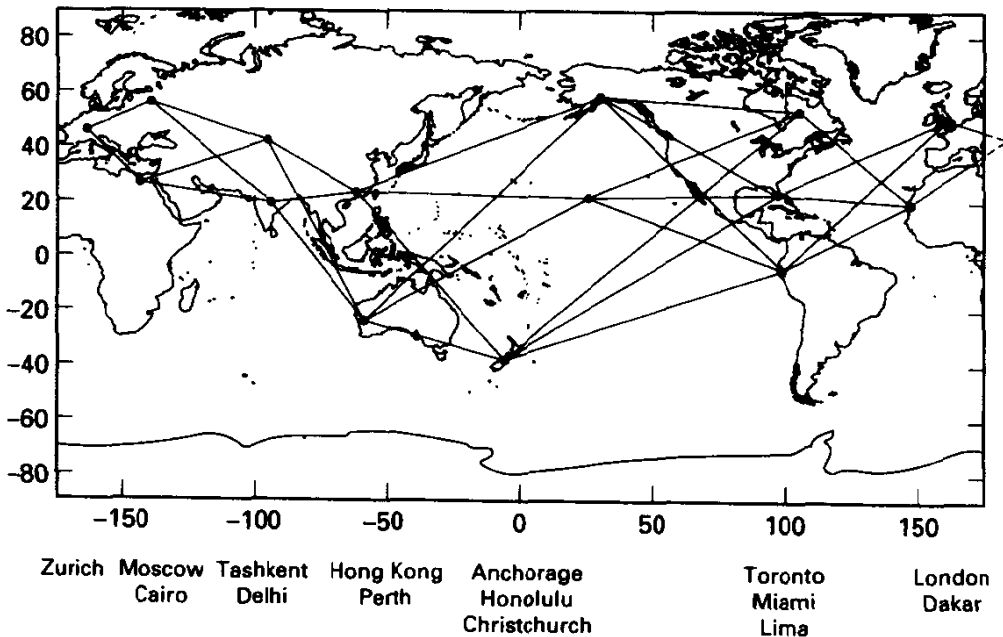 80
60
40
20
0
−20
−40
−60
−80
−150 −100 −50 0 50 100 150
Zurich Moscow Tashkent Hong Kong Anchorage Toronto London
Cairo Delhi Perth Honolulu Miami Dakar
Christchurch Lima